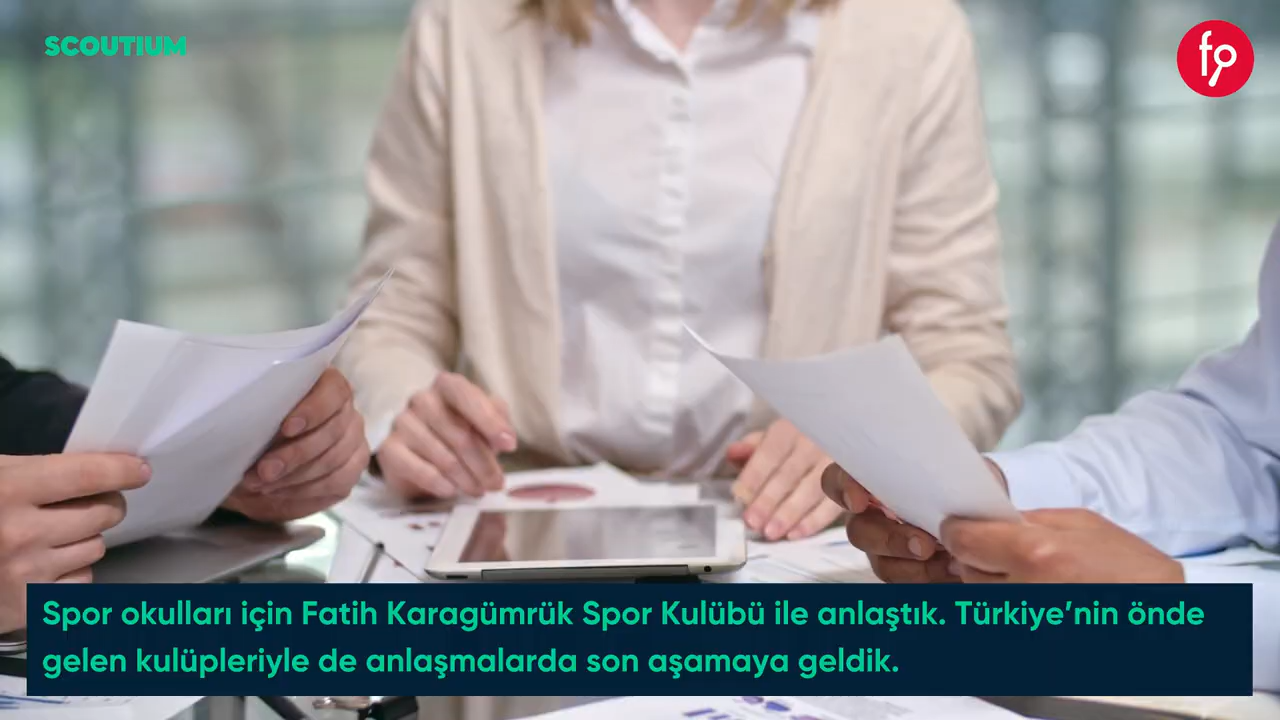 SCOUTIUM
fo
Spor okulları için Fatih Karagümrük Spor Kulübü ile anlaştık. Türkiye’nin önde
gelen kulüpleriyle de anlaşmalarda son aşamaya geldik.